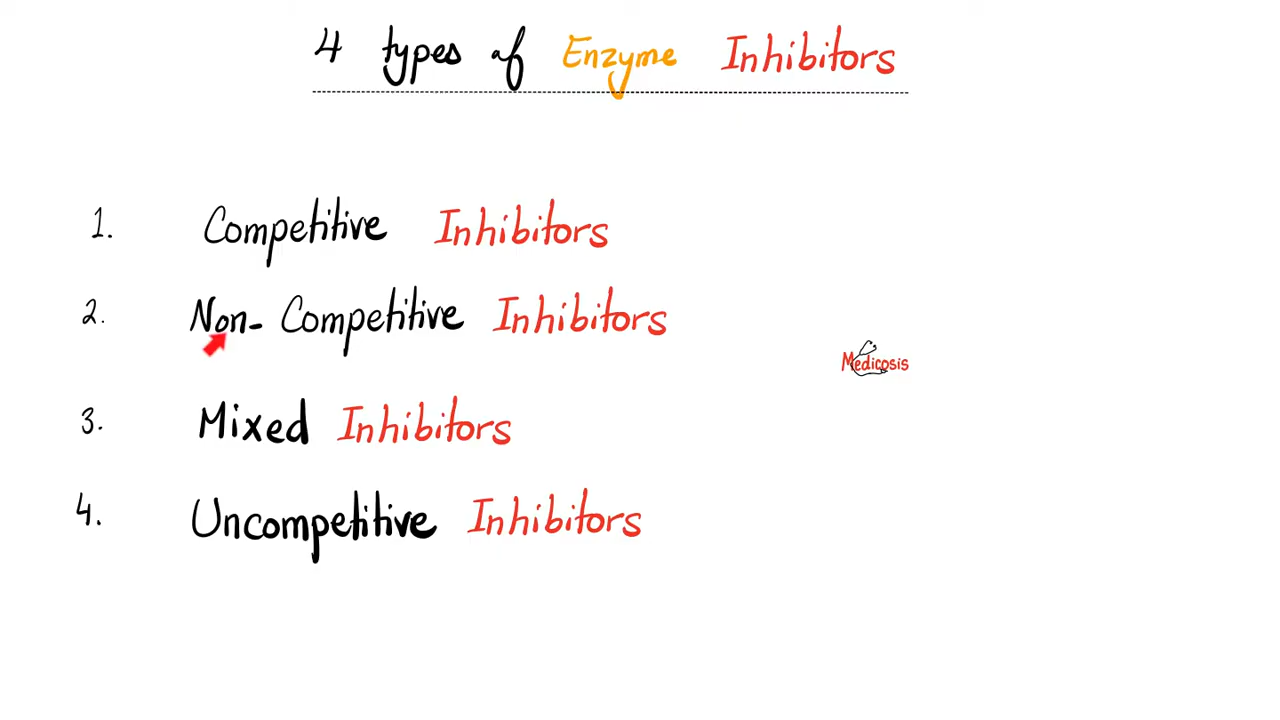 4 types of Enzyme Inhibitors
1. Competitive Inhibitors
2. Non-Competitive Inhibitors
Medicosis
3. Mixed Inhibitors
4. Uncompetitive Inhibitors